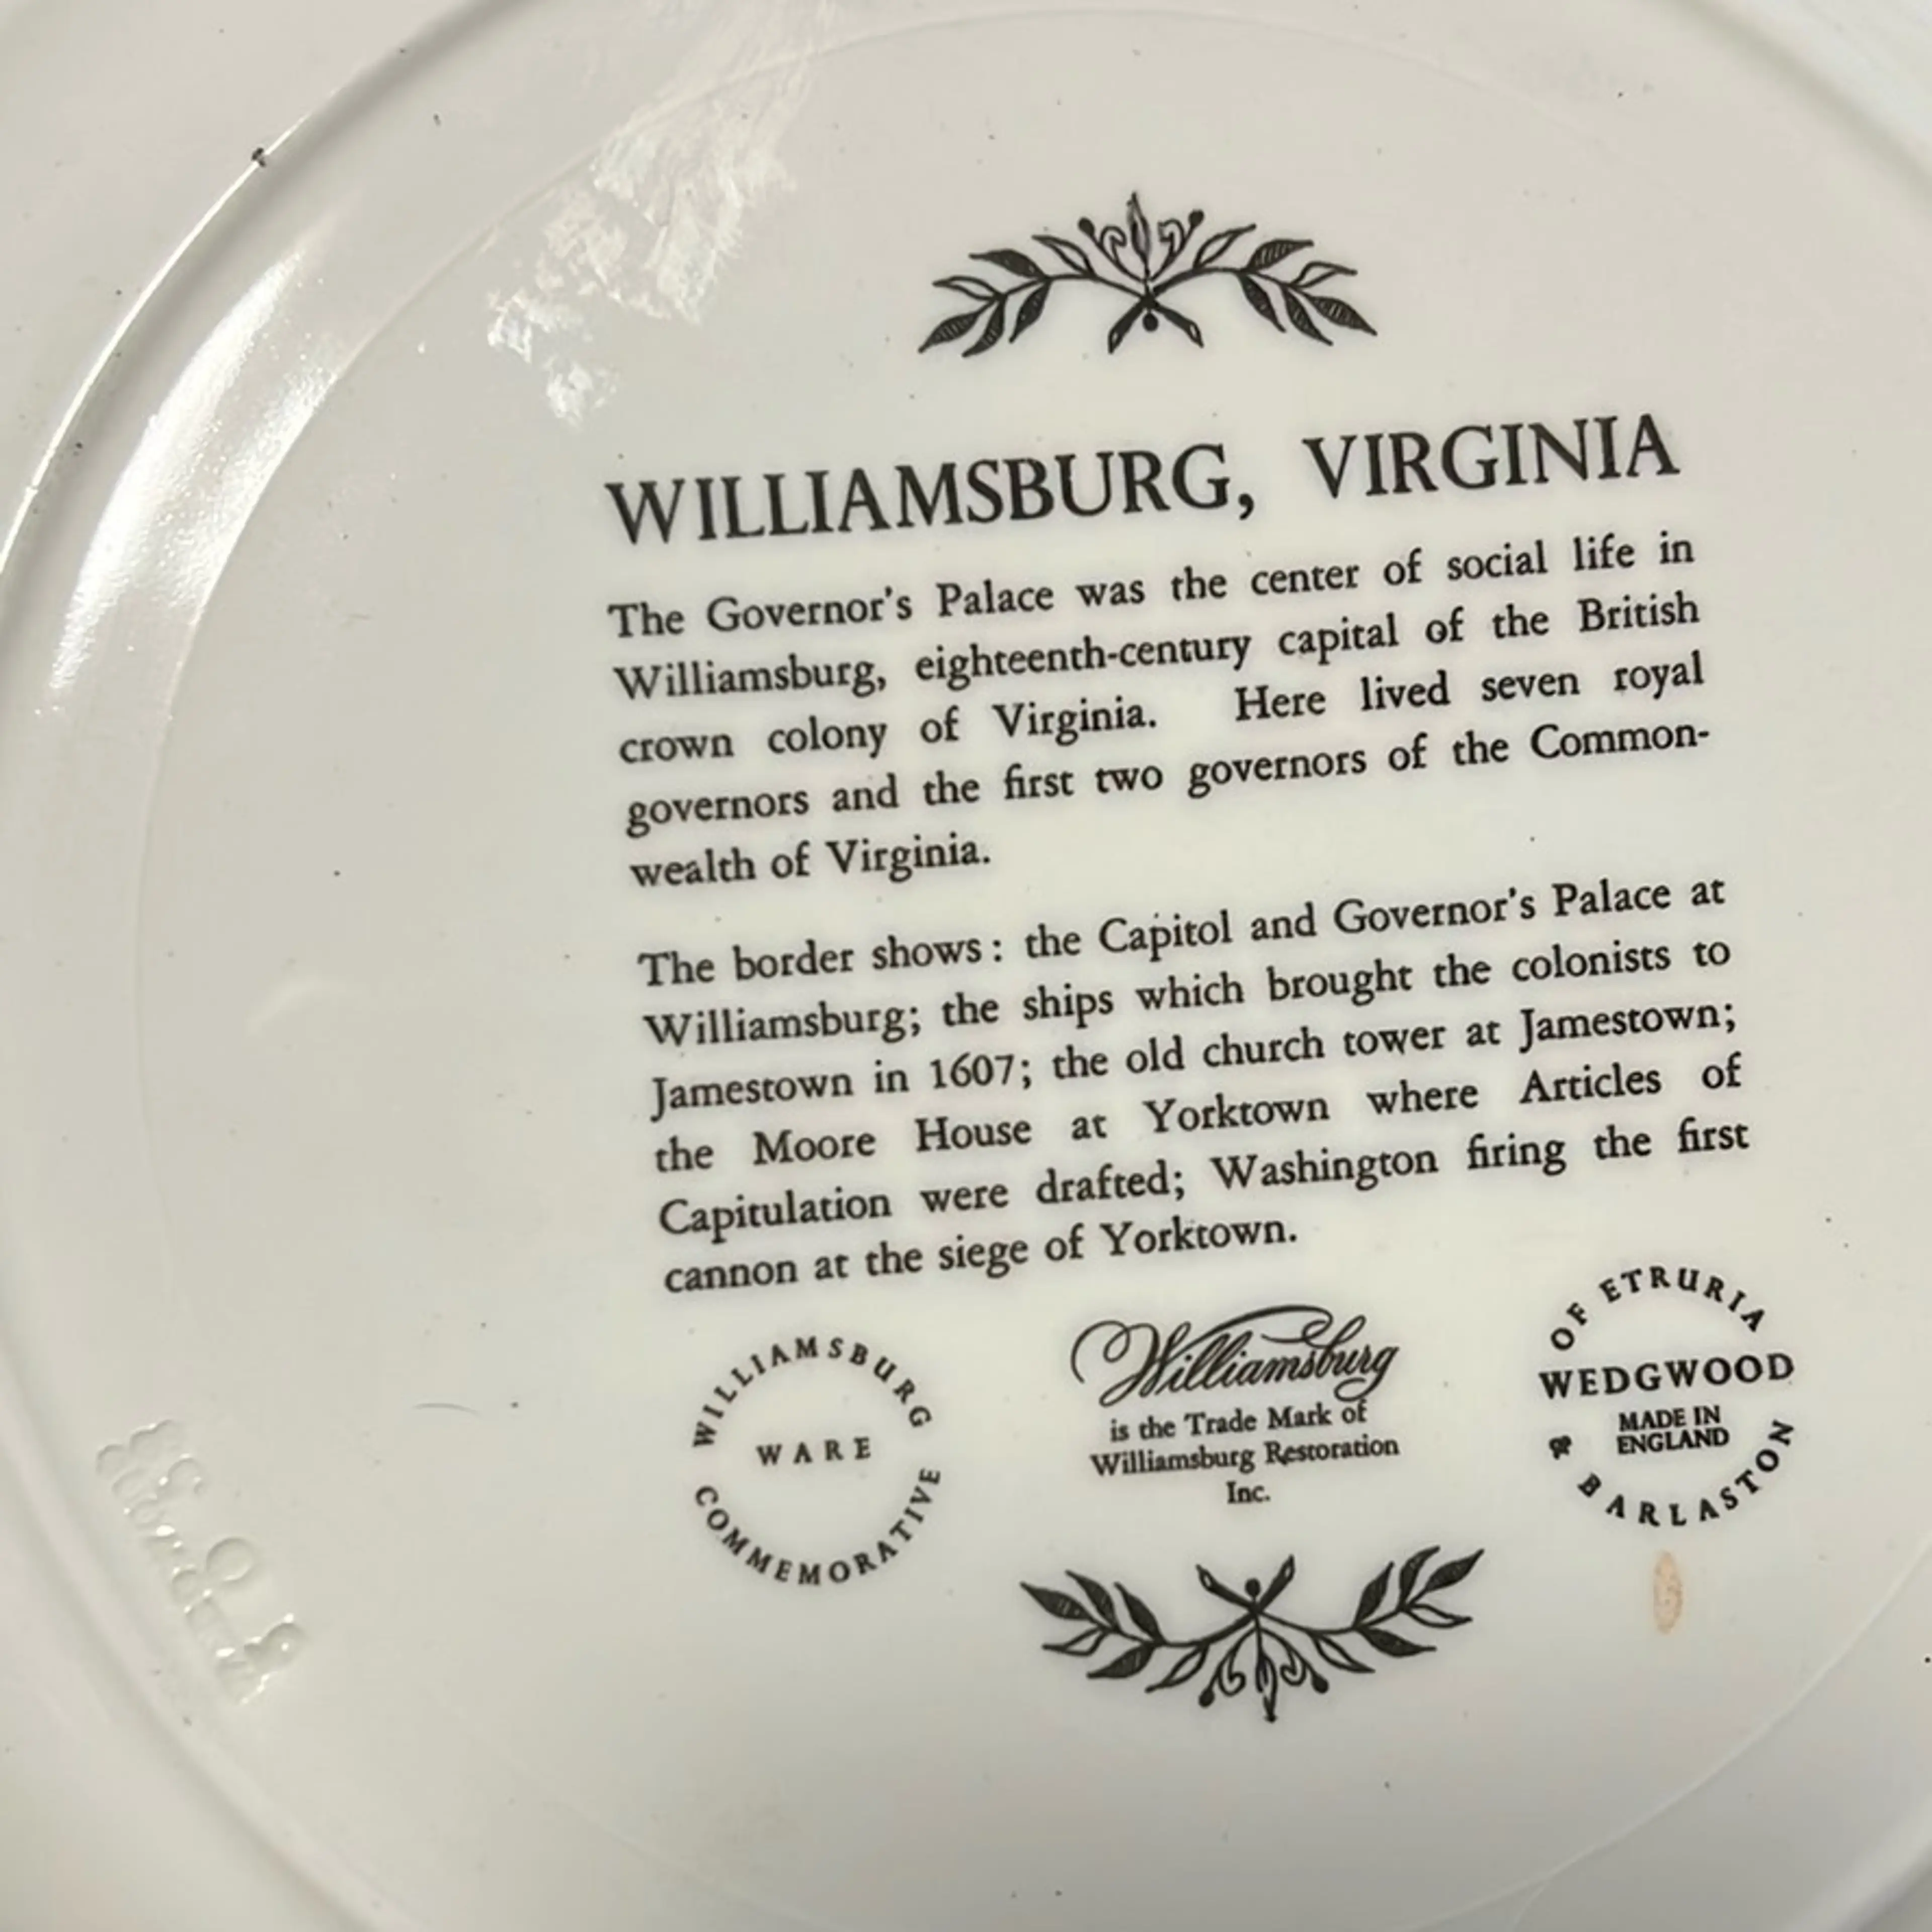 WILLIAMSBURG, VIRGINIA
The Governor's Palace was the center of social life in
Williamsburg, eighteenth-century capital of the British
crown colony of Virginia. Here lived seven royal
governors and the first two governors of the Common-
wealth of Virginia.
The border shows: the Capitol and Governor's Palace at
Williamsburg; the ships which brought the colonists to
Jamestown in 1607; the old church tower at Jamestown;
the Moore House at Yorktown where Articles of
Capitulation were drafted; Washington firing the first
cannon at the siege of Yorktown.
WILLIAMSBURG
WARE
COMMEMORATIVE
Williamsburg
is the Trade Mark of
Williamsburg Restoration
Inc.
OF ETRURIA
WEDGWOOD
MADE IN
ENGLAND
& BARLASTON